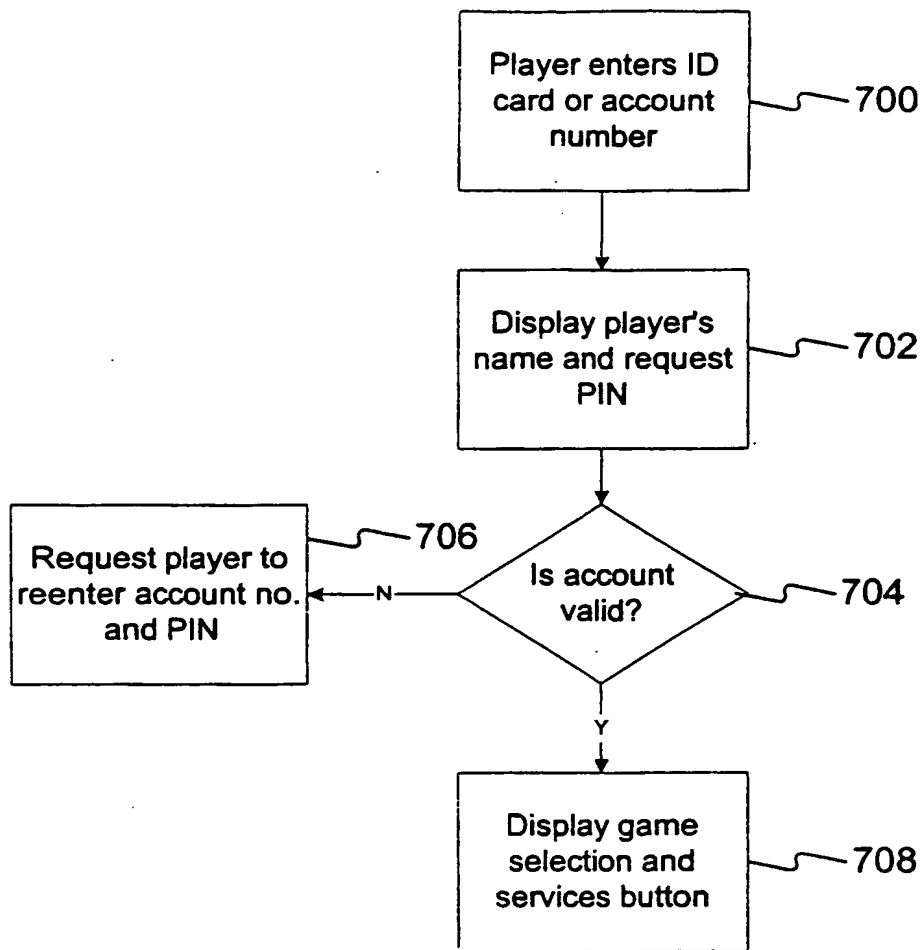 Player enters ID
card or account
number
700
Display player's
name and request
PIN
702
Request player to
reenter account no.
and PIN
706
N
Is account
valid?
704
Y
Display game
selection and
services button
708